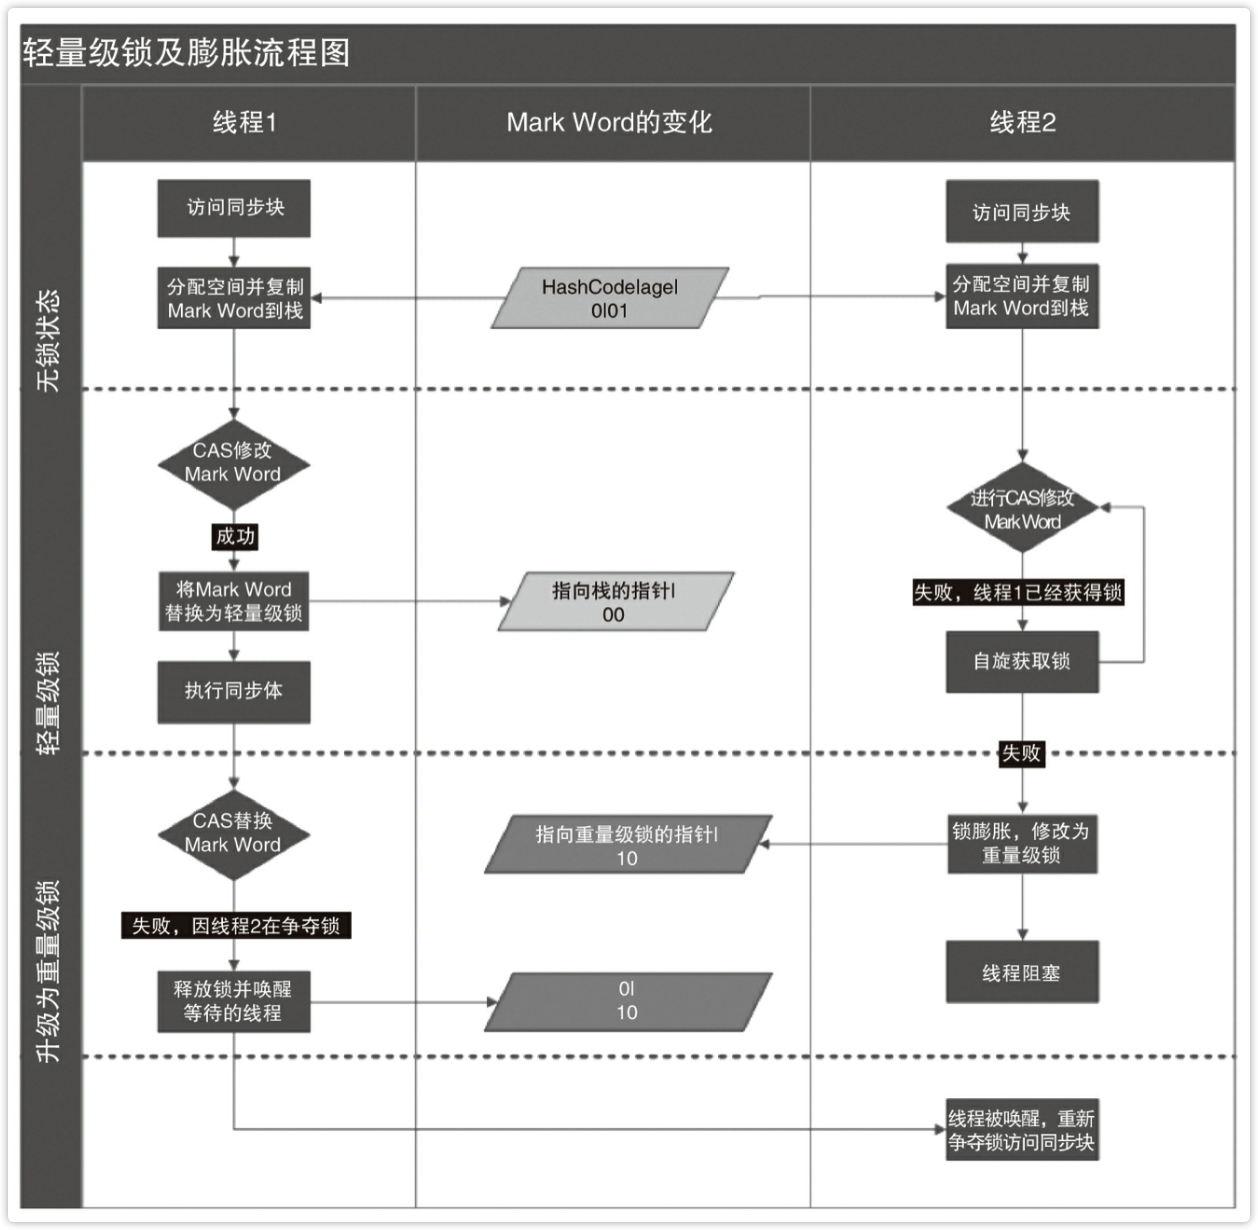 轻量级锁及膨胀流程图
线程1
Mark Word的变化
线程2
无锁状态
访问同步块
访问同步块
分配空间并复制
Mark Word到栈
HashCodelagel
0l01
分配空间并复制
Mark Word到栈
轻量级锁
CAS修改
Mark Word
成功
将Mark Word
替换为轻量级锁
执行同步体
指向栈的指针l
00
进行CAS修改
Mark Word
失败，线程1已经获得锁
自旋获取锁
失败
升级为重量级锁
CAS替换
Mark Word
失败，因线程2在争夺锁
释放锁并唤醒
等待的线程
指向重量级锁的指针l
10
0l
10
锁膨胀，修改为
重量级锁
线程阻塞
线程被唤醒，重新
争夺锁访问同步块